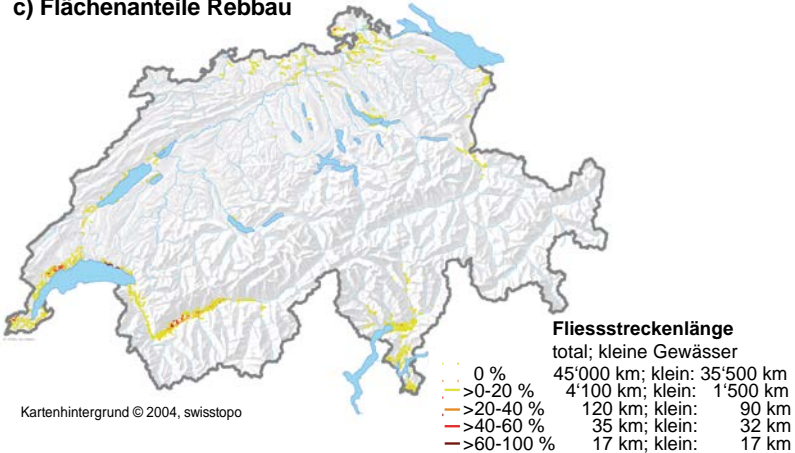 c) Flächenanteile Rebbau
Fliessstreckenlänge
total; kleine Gewässer
0 % 45‘000 km; klein: 35‘500 km
>0-20 % 4‘100 km; klein: 1‘500 km
>20-40 % 120 km; klein: 90 km
>40-60 % 35 km; klein: 32 km
>60-100 % 17 km; klein: 17 km
Kartenhintergrund © 2004, swisstopo